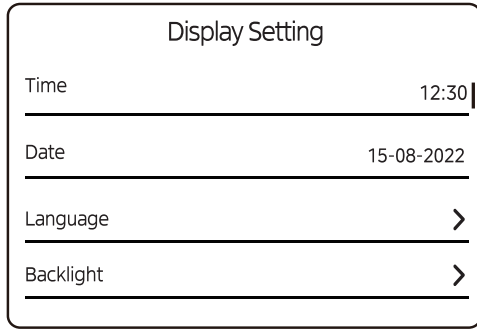 Display Setting
Time 12:30
Date 15-08-2022
Language
Backlight